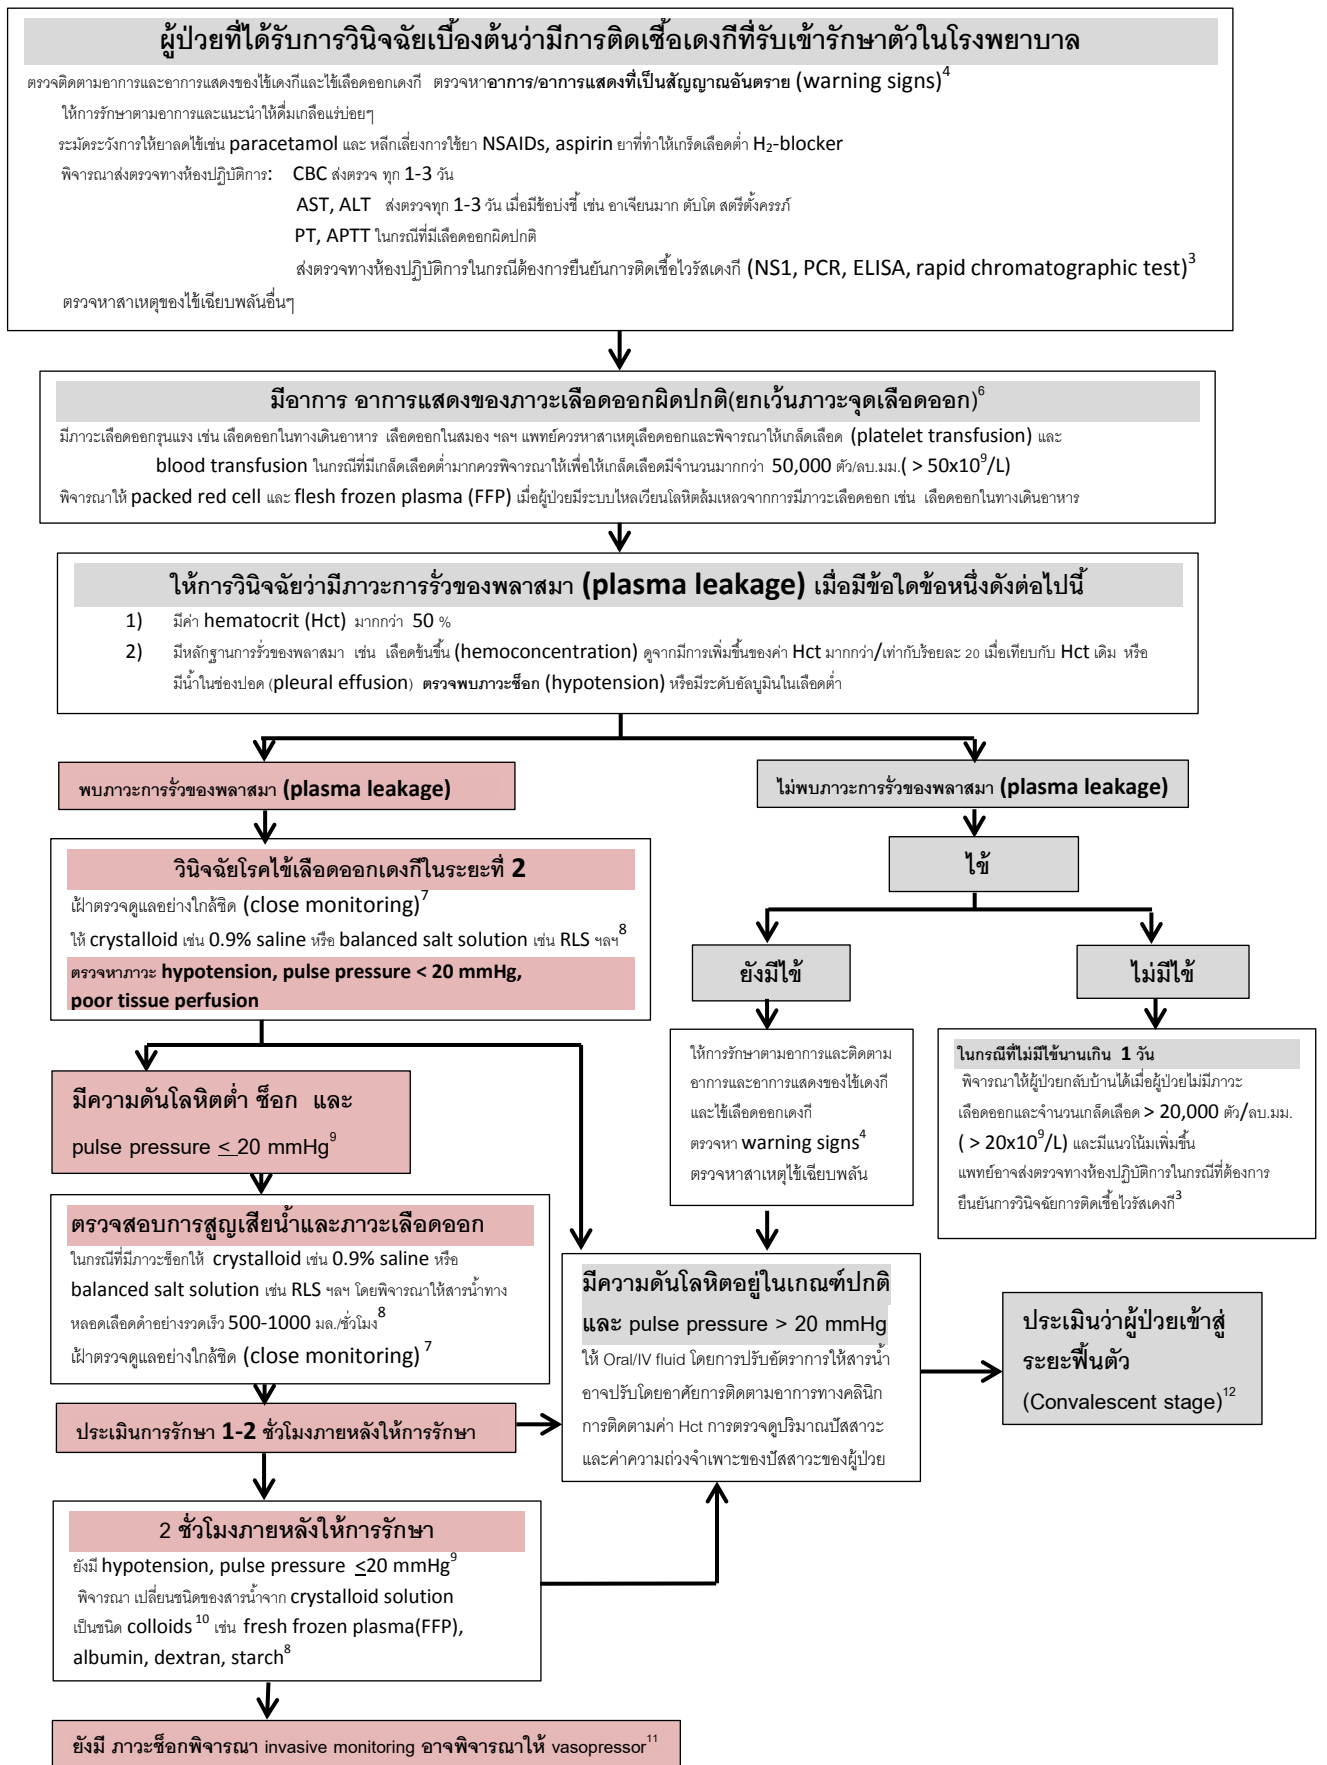 ผู้ป่วยที่ได้รับการวินิจฉัยเบื้องต้นว่ามีการติดเชื้อเดงกีที่รับเข้ารักษาตัวในโรงพยาบาล
ตรวจติดตามอาการและอาการแสดงของไข้เดงกีและไข้เลือดออกเดงกี ตรวจหาอาการ/อาการแสดงที่เป็นสัญญาณอันตราย (warning signs)4
ให้การรักษาตามอาการและแนะนำให้ดื่มเกลือแร่บ่อยๆ
ระมัดระวังการให้ยาลดไข้เช่น paracetamol และ หลีกเลี่ยงการใช้ยา NSAIDs, aspirin ยาที่ทำให้เกร็ดเลือดต่ำ H2-blocker
พิจารณาส่งตรวจทางห้องปฏิบัติการ: CBC ส่งตรวจ ทุก 1-3 วัน
AST, ALT ส่งตรวจทุก 1-3 วัน เมื่อมีข้อบ่งชี้ เช่น อาเจียนมาก ตับโต สตรีตั้งครรภ์
PT, APTT ในกรณีที่มีเลือดออกผิดปกติ
ส่งตรวจทางห้องปฏิบัติการในกรณีต้องการยืนยันการติดเชื้อไวรัสเดงกี (NS1, PCR, ELISA, rapid chromatographic test)3
ตรวจหาสาเหตุของไข้เฉียบพลันอื่นๆ
มีอาการ อาการแสดงของภาวะเลือดออกผิดปกติ(ยกเว้นภาวะจุดเลือดออก)6
มีภาวะเลือดออกรุนแรง เช่น เลือดออกในทางเดินอาหาร เลือดออกในสมอง ฯลฯ แพทย์ควรหาสาเหตุเลือดออกและพิจารณาให้เกล็ดเลือด (platelet transfusion) และ
blood transfusion ในกรณีที่มีเกล็ดเลือดต่ำมากควรพิจารณาให้เพื่อให้เกล็ดเลือดมีจำนวนมากกว่า 50,000 ตัว/ลบ.มม.( > 50x109/L)
พิจารณาให้ packed red cell และ flesh frozen plasma (FFP) เมื่อผู้ป่วยมีระบบไหลเวียนโลหิตล้มเหลวจากการมีภาวะเลือดออก เช่น เลือดออกในทางเดินอาหาร
ให้การวินิจฉัยว่ามีภาวะการรั่วของพลาสมา (plasma leakage) เมื่อมีข้อใดข้อหนึ่งดังต่อไปนี้
1) มีค่า hematocrit (Hct) มากกว่า 50 %
2) มีหลักฐานการรั่วของพลาสมา เช่น เลือดข้นขึ้น (hemoconcentration) ดูจากมีการเพิ่มขึ้นของค่า Hct มากกว่า/เท่ากับร้อยละ 20 เมื่อเทียบกับ Hct เดิม หรือ
มีน้ำในช่องปอด (pleural effusion) ตรวจพบภาวะช็อก (hypotension) หรือมีระดับอัลบูมินในเลือดต่ำ
พบภาวะการรั่วของพลาสมา (plasma leakage)
ไม่พบภาวะการรั่วของพลาสมา (plasma leakage)
วินิจฉัยโรคไข้เลือดออกเดงกีในระยะที่ 2
เฝ้าตรวจดูแลอย่างใกล้ชิด (close monitoring)7
ให้ crystalloid เช่น 0.9% saline หรือ balanced salt solution เช่น RLS ฯลฯ8
ตรวจหาภาวะ hypotension, pulse pressure < 20 mmHg,
poor tissue perfusion
ไข้
ยังมีไข้
ไม่มีไข้
ให้การรักษาตามอาการและติดตาม
อาการและอาการแสดงของไข้เดงกี
และไข้เลือดออกเดงกี
ตรวจหา warning signs4
ตรวจหาสาเหตุไข้เฉียบพลัน
ในกรณีที่ไม่มีไข้นานเกิน 1 วัน
พิจารณาให้ผู้ป่วยกลับบ้านได้เมื่อผู้ป่วยไม่มีภาวะ
เลือดออกและจำนวนเกล็ดเลือด > 20,000 ตัว/ลบ.มม.
( > 20x109/L) และมีแนวโน้มเพิ่มขึ้น
แพทย์อาจส่งตรวจทางห้องปฏิบัติการในกรณีที่ต้องการ
ยืนยันการวินิจฉัยการติดเชื้อไวรัสเดงกี3
มีความดันโลหิตต่ำ ช็อก และ
pulse pressure < 20 mmHg9
ตรวจสอบการสูญเสียน้ำและภาวะเลือดออก
ในกรณีที่มีภาวะช็อกให้ crystalloid เช่น 0.9% saline หรือ
balanced salt solution เช่น RLS ฯลฯ โดยพิจารณาให้สารน้ำทาง
หลอดเลือดดำอย่างรวดเร็ว 500-1000 มล./ชั่วโมง8
เฝ้าตรวจดูแลอย่างใกล้ชิด (close monitoring) 7
ประเมินการรักษา 1-2 ชั่วโมงภายหลังให้การรักษา
มีความดันโลหิตอยู่ในเกณฑ์ปกติ
และ pulse pressure > 20 mmHg
ให้ Oral/IV fluid โดยการปรับอัตราการให้สารน้ำ
อาจปรับโดยอาศัยการติดตามอาการทางคลินิก
การติดตามค่า Hct การตรวจดูปริมาณปัสสาวะ
และค่าความถ่วงจำเพาะของปัสสาวะของผู้ป่วย
ประเมินว่าผู้ป่วยเข้าสู่
ระยะฟื้นตัว
(Convalescent stage)12
2 ชั่วโมงภายหลังให้การรักษา
ยังมี hypotension, pulse pressure <20 mmHg9
พิจารณา เปลี่ยนชนิดของสารน้ำจาก crystalloid solution
เป็นชนิด colloids 10 เช่น fresh frozen plasma(FFP),
albumin, dextran, starch8
ยังมี ภาวะช็อกพิจารณา invasive monitoring อาจพิจารณาให้ vasopressor11